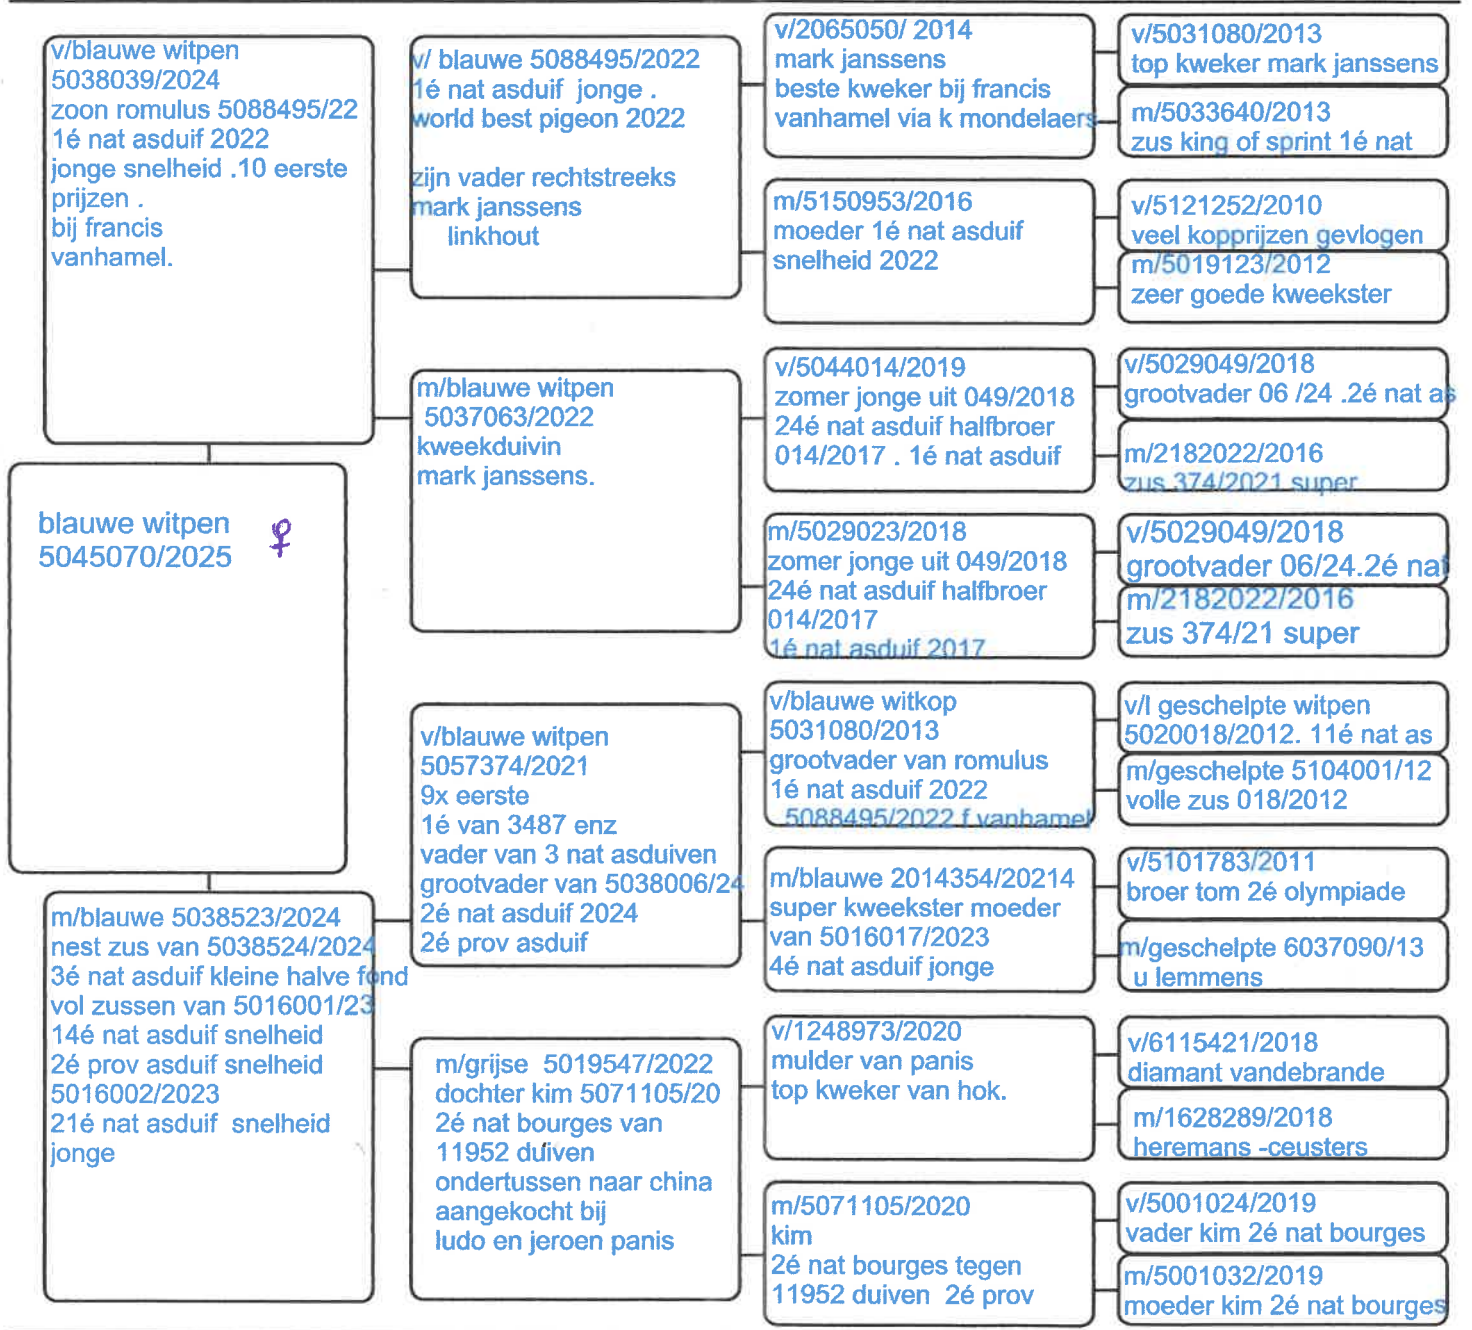 v/blauwe witpen
5038039/2024
zoon romulus 5088495/22
1é nat asduif 2022
jonge snelheid .10 eerste
prijzen .
bij francis
vanhamel.
blauwe witpen ♀
5045070/2025
m/blauwe 5038523/2024
nest zus van 5038524/2024
3é nat asduif kleine halve fond
vol zussen van 5016001/23
14é nat asduif snelheid
2é prov asduif snelheid
5016002/2023
21é nat asduif snelheid
jonge
v/ blauwe 5088495/2022
1é nat asduif jonge .
world best pigeon 2022
zijn vader rechtstreeks
mark janssens
linkhout
m/blauwe witpen
5037063/2022
kweekduivin
mark janssens.
v/blauwe witpen
5057374/2021
9x eerste
1é van 3487 enz
vader van 3 nat asduiven
grootvader van 5038006/24
2é nat asduif 2024
2é prov asduif
m/grijse 5019547/2022
dochter kim 5071105/20
2é nat bourges van
11952 duiven
ondertussen naar china
aangekocht bij
ludo en jeroen panis
v/2065050/ 2014
mark janssens
beste kweker bij francis
vanhamel via k mondelaers
m/5150953/2016
moeder 1é nat asduif
snelheid 2022
v/5044014/2019
zomer jonge uit 049/2018
24é nat asduif halfbroer
014/2017 . 1é nat asduif
m/5029023/2018
zomer jonge uit 049/2018
24é nat asduif halfbroer
014/2017
1é nat asduif 2017
v/blauwe witkop
5031080/2013
grootvader van romulus
1é nat asduif 2022
5088495/2022 f vanhamel
m/blauwe 2014354/20214
super kweekster moeder
van 5016017/2023
4é nat asduif jonge
v/1248973/2020
mulder van panis
top kweker van hok.
m/5071105/2020
kim
2é nat bourges tegen
11952 duiven 2é prov
v/5031080/2013
top kweker mark janssens
m/5033640/2013
zus king of sprint 1é nat
v/5121252/2010
veel kopprijzen gevlogen
m/5019123/2012
zeer goede kweekster
v/5029049/2018
grootvader 06 /24 .2é nat as
m/2182022/2016
zus 374/2021 super
v/5029049/2018
grootvader 06/24.2é nat
m/2182022/2016
zus 374/21 super
v/l geschelpte witpen
5020018/2012. 11é nat as
m/geschelpte 5104001/12
volle zus 018/2012
v/5101783/2011
broer tom 2é olympiade
m/geschelpte 6037090/13
u lemmens
v/6115421/2018
diamant vandebrande
m/1628289/2018
heremans -ceusters
v/5001024/2019
vader kim 2é nat bourges
m/5001032/2019
moeder kim 2é nat bourges